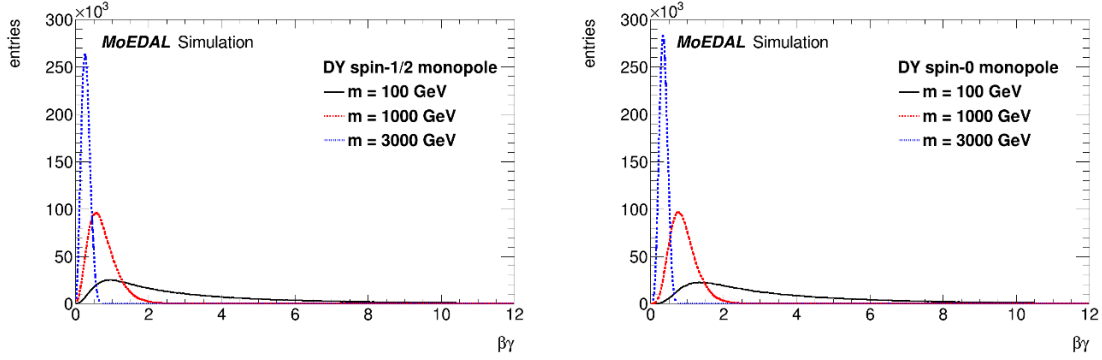 300
×10³
entries
250
200
150
100
50
0
MoEDAL Simulation
DY spin-1/2 monopole
m = 100 GeV
m = 1000 GeV
m = 3000 GeV
0 2 4 6 8 10 12
βγ
300
×10³
entries
250
200
150
100
50
0
MoEDAL Simulation
DY spin-0 monopole
m = 100 GeV
m = 1000 GeV
m = 3000 GeV
0 2 4 6 8 10 12
βγ